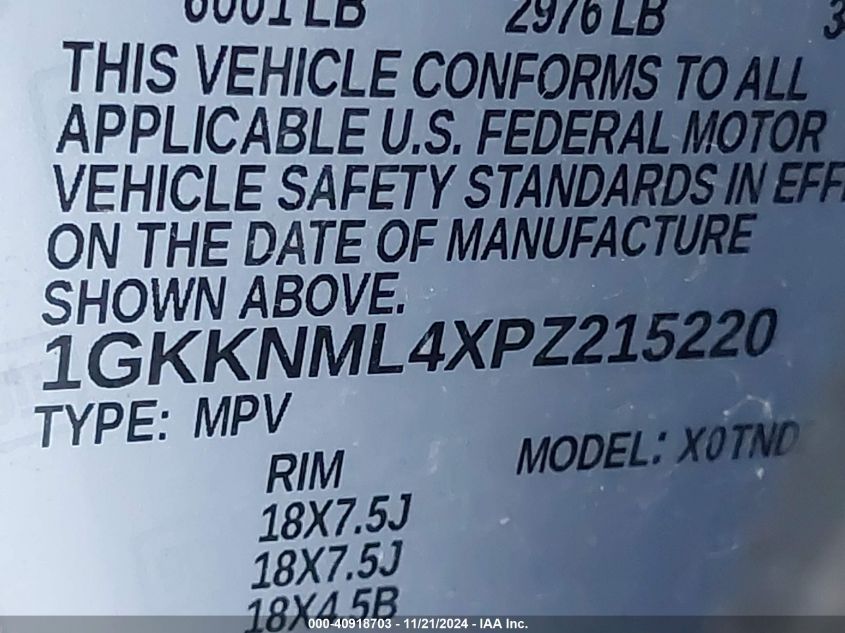 6001 LB 2976 LB 3
THIS VEHICLE CONFORMS TO ALL
APPLICABLE U.S. FEDERAL MOTOR
VEHICLE SAFETY STANDARDS IN EFF
ON THE DATE OF MANUFACTURE
SHOWN ABOVE.
1GKKNML4XPZ215220
TYPE: MPV MODEL: X0TND
RIM
18X7.5J
18X7.5J
18X4.5B
000-40918703 - 11/21/2024 - IAA Inc.